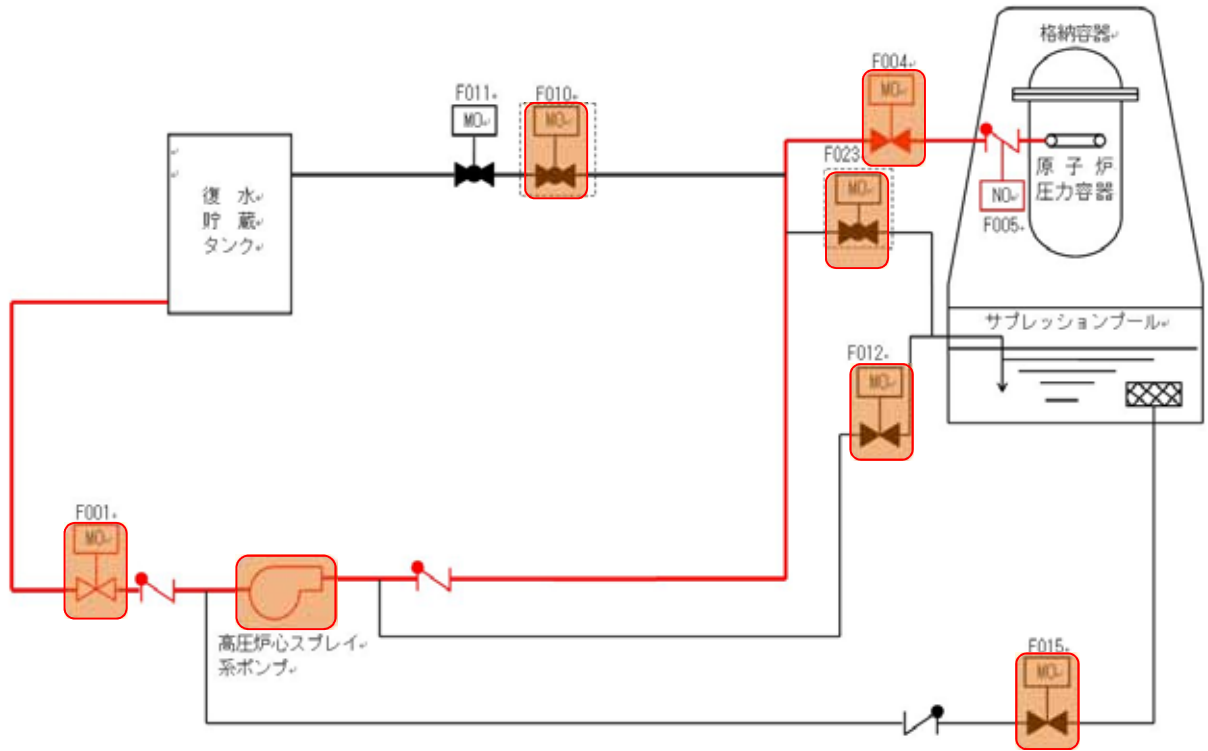 格納容器
F004
MO
F011
MO
F010
MO
F023
MO
NO
F005
原 子 炉
圧力容器
復 水
貯 蔵
タンク
サプレッションプール
F012
MO
F001
MO
高圧炉心スプレイ
系ポンプ
F015
MO